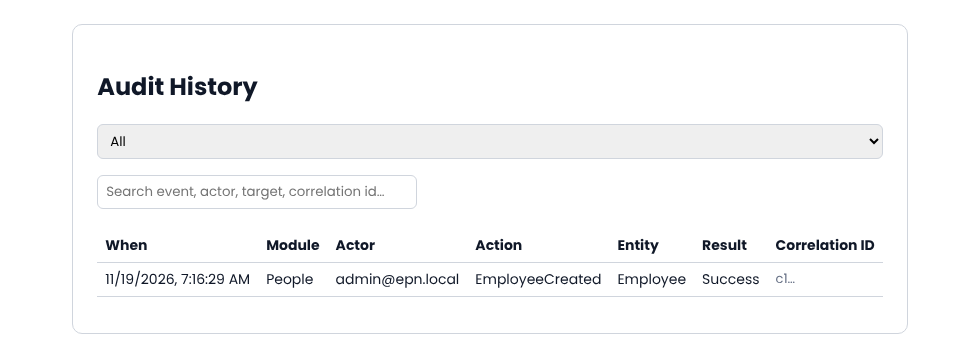 Audit History
All
Search event, actor, target, correlation id...
When Module Actor Action Entity Result Correlation ID
11/19/2026, 7:16:29 AM People admin@epn.local EmployeeCreated Employee Success c1...